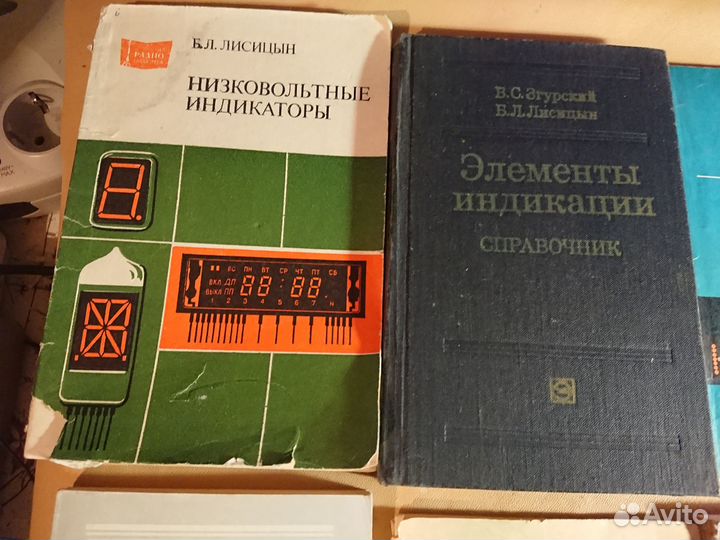 РАДИО
Б.Л. ЛИСИЦЫН
НИЗКОВОЛЬТНЫЕ
ИНДИКАТОРЫ
ВС ПН ВТ СР ЧТ ПТ СБ
ВКЛ ДП
ВЫКЛ ПП
88 88
1 2 3 4 5 6 7 Н
В.С. Згурский
Б.Л. Лисицын
Элементы
индикации
СПРАВОЧНИК
Avito